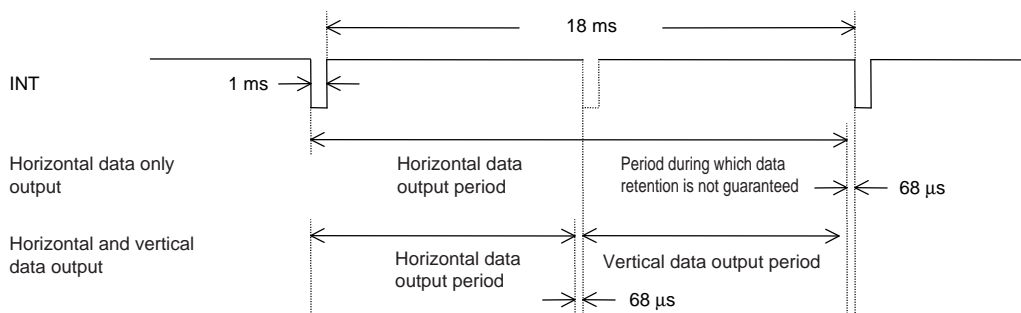 18 ms
INT
1 ms
Horizontal data only
output
Horizontal data
output period
Period during which data
retention is not guaranteed
68 μs
Horizontal and vertical
data output
Horizontal data
output period
Vertical data output period
68 μs